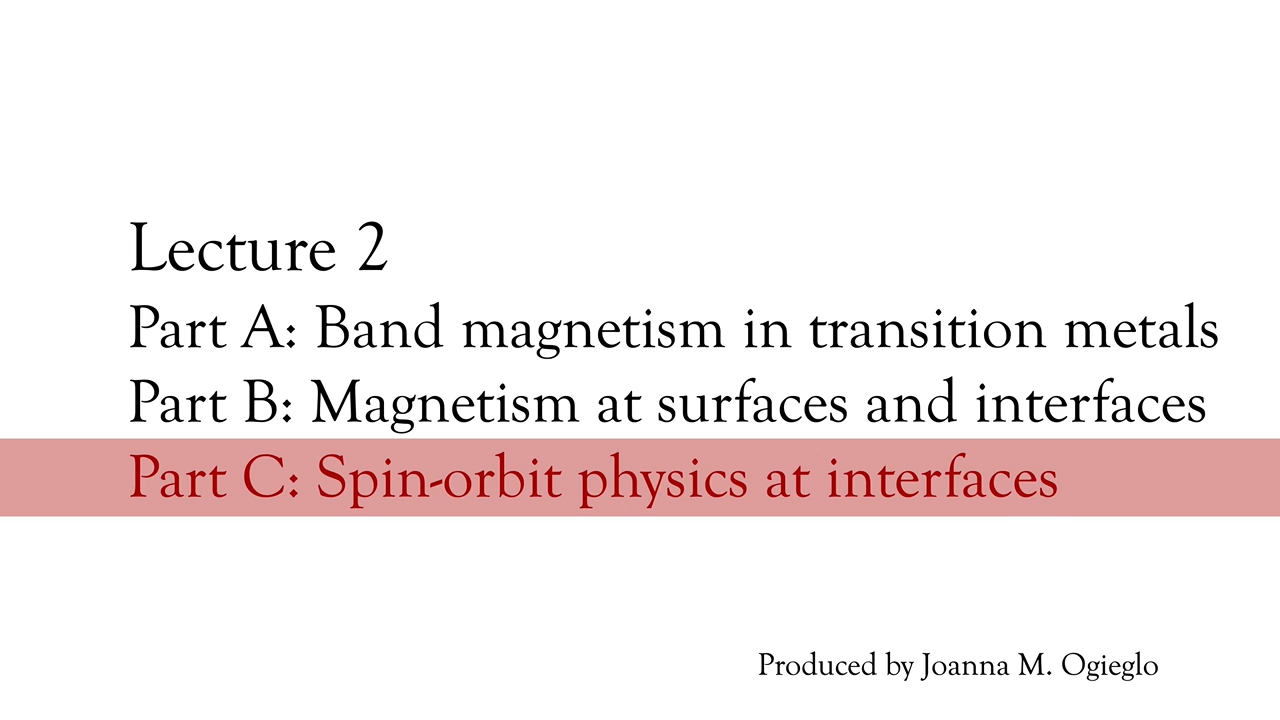 Lecture 2
Part A: Band magnetism in transition metals
Part B: Magnetism at surfaces and interfaces
Part C: Spin-orbit physics at interfaces
Produced by Joanna M. Ogieglo